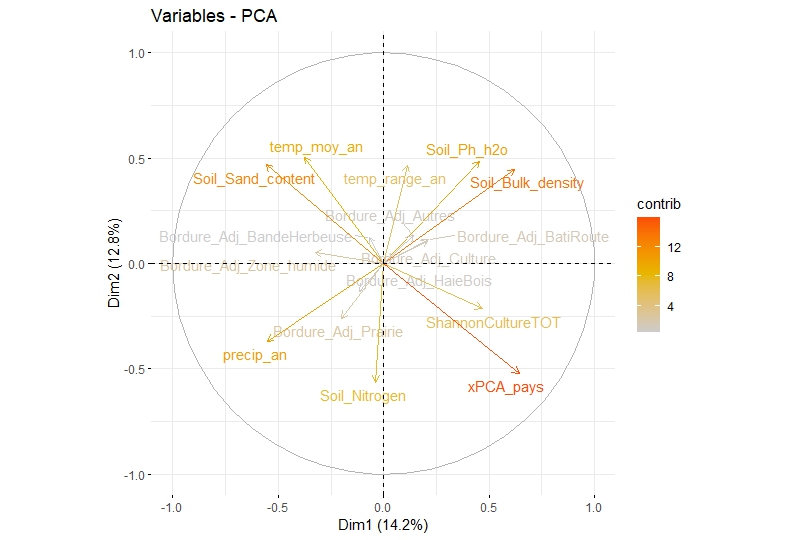 Variables - PCA
1.0
temp_moy_an
Soil_Ph_h2o
0.5
Soil_Sand_content
temp_range_an
Soil_Bulk_density
contrib
Bordure_Adj_Autres
12
Bordure_Adj_BandeHerbeuse
Bordure_Adj_BatiRoute
8
Dim2 (12.8%)
0.0
Bordure_Adj_Zone_humide
Bordure_Adj_Culture
4
Bordure_Adj_HaieBois
ShannonCultureTOT
Bordure_Adj_Prairie
precip_an
-0.5
xPCA_pays
Soil_Nitrogen
-1.0
-1.0
-0.5
0.0
0.5
1.0
Dim1 (14.2%)